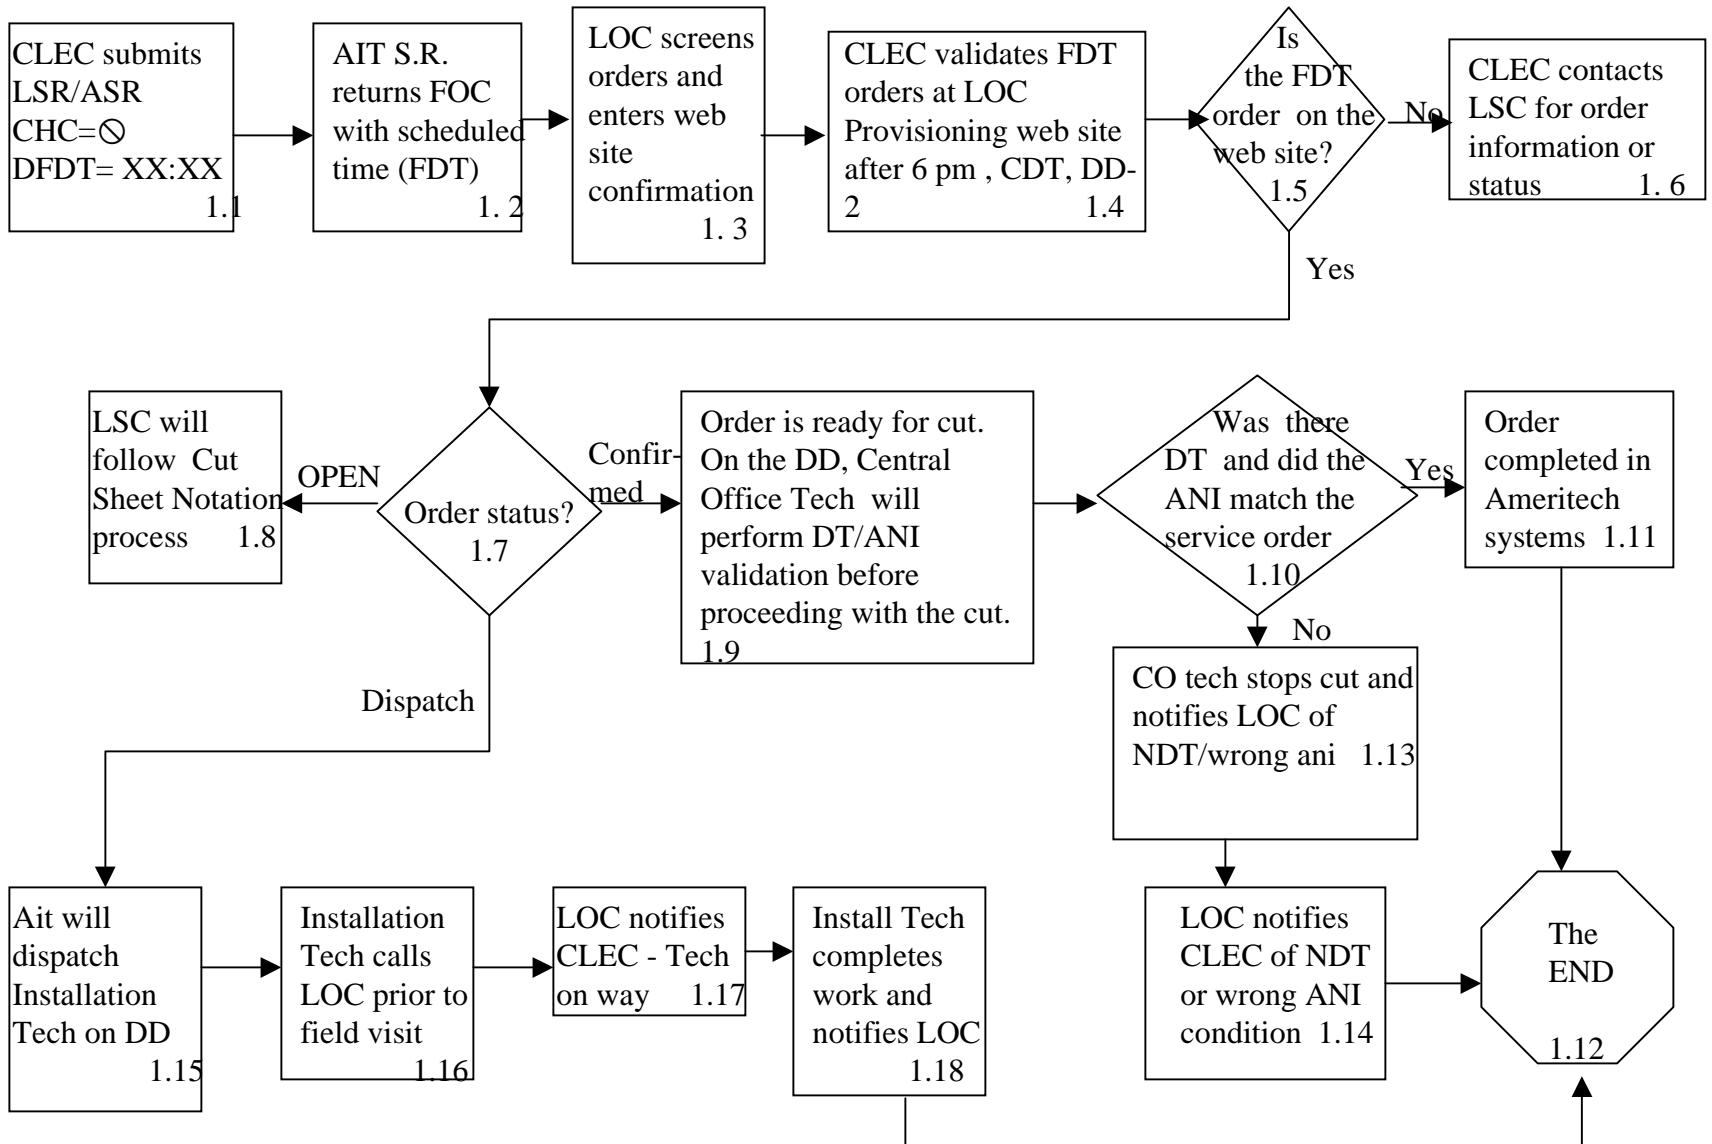 CLEC submits
LSR/ASR
CHC=⃠
DFDT= XX:XX
1.1
AIT S.R.
returns FOC
with scheduled
time (FDT)
1. 2
LOC screens
orders and
enters web
site
confirmation
1. 3
CLEC validates FDT
orders at LOC
Provisioning web site
after 6 pm , CDT, DD-
2 1.4
Is
the FDT
order on the
web site?
1.5
No
CLEC contacts
LSC for order
information or
status 1. 6
Yes
LSC will
follow Cut
Sheet Notation
process 1.8
OPEN
Order status?
1.7
Confir-
med
Order is ready for cut.
On the DD, Central
Office Tech will
perform DT/ANI
validation before
proceeding with the cut.
1.9
Was there
DT and did the
ANI match the
service order
1.10
Yes
Order
completed in
Ameritech
systems 1.11
No
Dispatch
CO tech stops cut and
notifies LOC of
NDT/wrong ani 1.13
Ait will
dispatch
Installation
Tech on DD
1.15
Installation
Tech calls
LOC prior to
field visit
1.16
LOC notifies
CLEC - Tech
on way 1.17
Install Tech
completes
work and
notifies LOC
1.18
LOC notifies
CLEC of NDT
or wrong ANI
condition 1.14
The
END
1.12